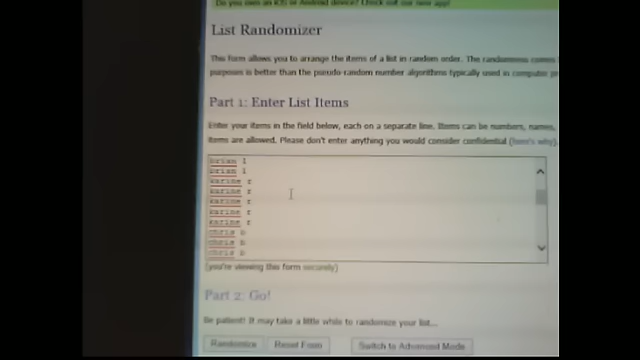 Do you own an iOS or Android device? Check out our new app!
List Randomizer
This form allows you to arrange the items of a list in random order. The randomness comes
purposes is better than the pseudo-random number algorithms typically used in computer pr
Part 1: Enter List Items
Enter your items in the field below, each on a separate line. Items can be numbers, names,
items are allowed. Please don't enter anything you would consider confidential (here's why).
brian l
brian l
karine r
karine r
karine r
karine r
karine r
chris b
chris b
chris b
(you're viewing this form securely)
Part 2: Go!
Be patient! It may take a little while to randomize your list...
Randomize Reset Form Switch to Advanced Mode